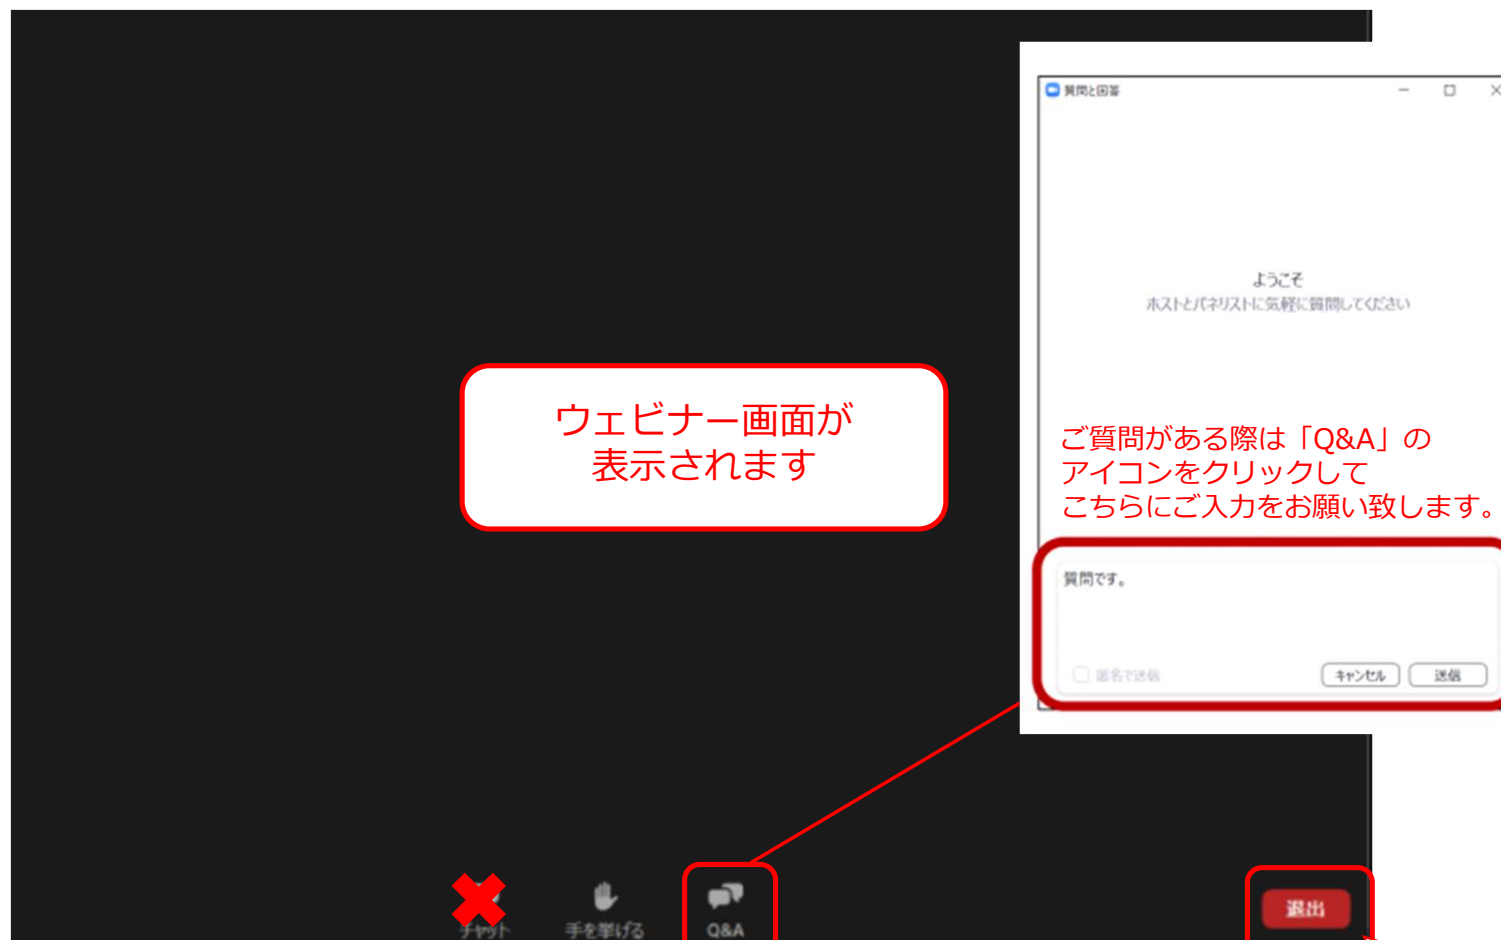 質問と回答
ようこそ
ホストとパネリストに気軽に質問してください
ウェビナー画面が
表示されます
ご質問がある際は「Q&A」の
アイコンをクリックして
こちらにご入力をお願い致します。
質問です。
匿名で送信
キャンセル
送信
チャット
手を挙げる
Q&A
退出